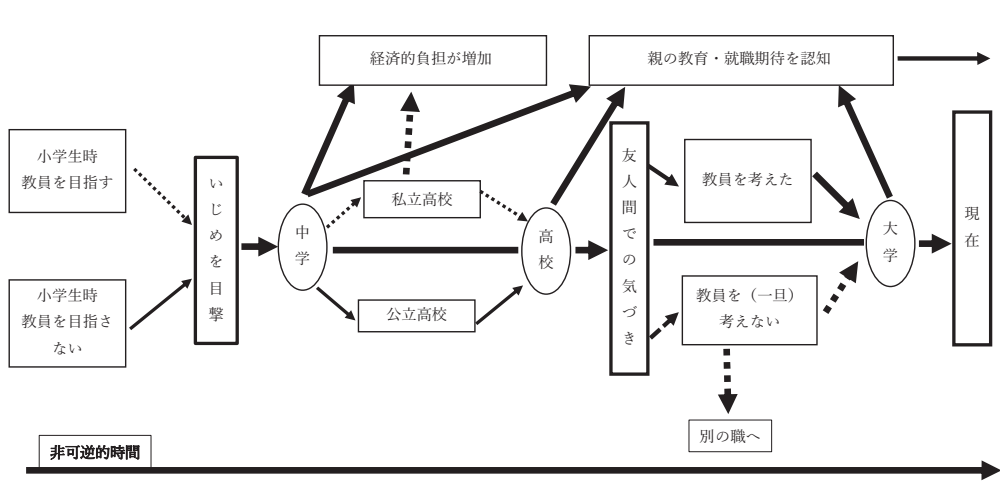 経済的負担が増加
親の教育・就職期待を認知
小学生時
教員を目指す
いじめを目撃
中学
私立高校
高校
友人間での気づき
教員を考えた
大学
現在
小学生時
教員を目指さ
ない
公立高校
教員を（一旦）
考えない
別の職へ
非可逆的時間